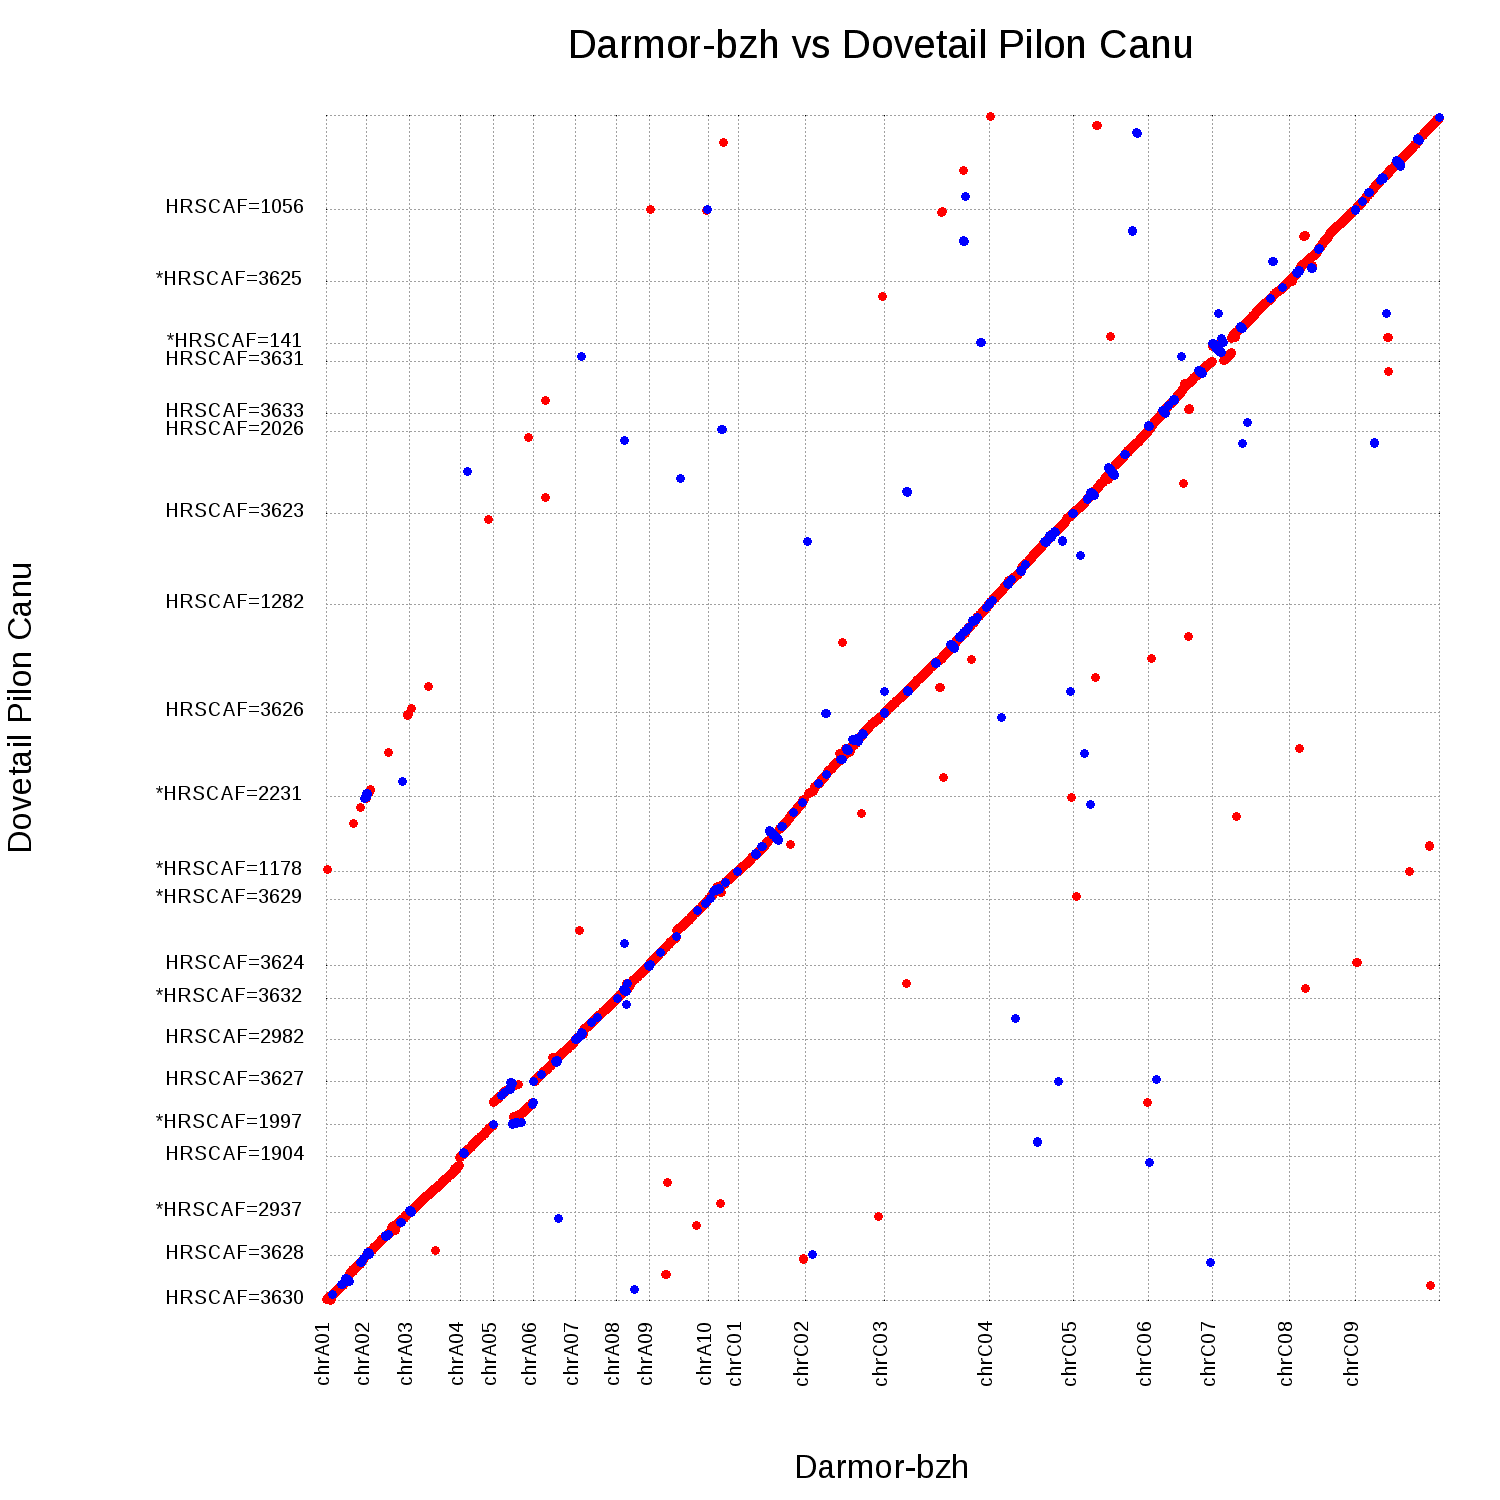 Darmor-bzh vs Dovetail Pilon Canu
HRSCAF=1056
*HRSCAF=3625
*HRSCAF=141
HRSCAF=3631
HRSCAF=3633
HRSCAF=2026
HRSCAF=3623
HRSCAF=1282
HRSCAF=3626
*HRSCAF=2231
*HRSCAF=1178
*HRSCAF=3629
HRSCAF=3624
*HRSCAF=3632
HRSCAF=2982
HRSCAF=3627
*HRSCAF=1997
HRSCAF=1904
*HRSCAF=2937
HRSCAF=3628
HRSCAF=3630
Dovetail Pilon Canu
chrA01
chrA02
chrA03
chrA04
chrA05
chrA06
chrA07
chrA08
chrA09
chrA10
chrC01
chrC02
chrC03
chrC04
chrC05
chrC06
chrC07
chrC08
chrC09
Darmor-bzh